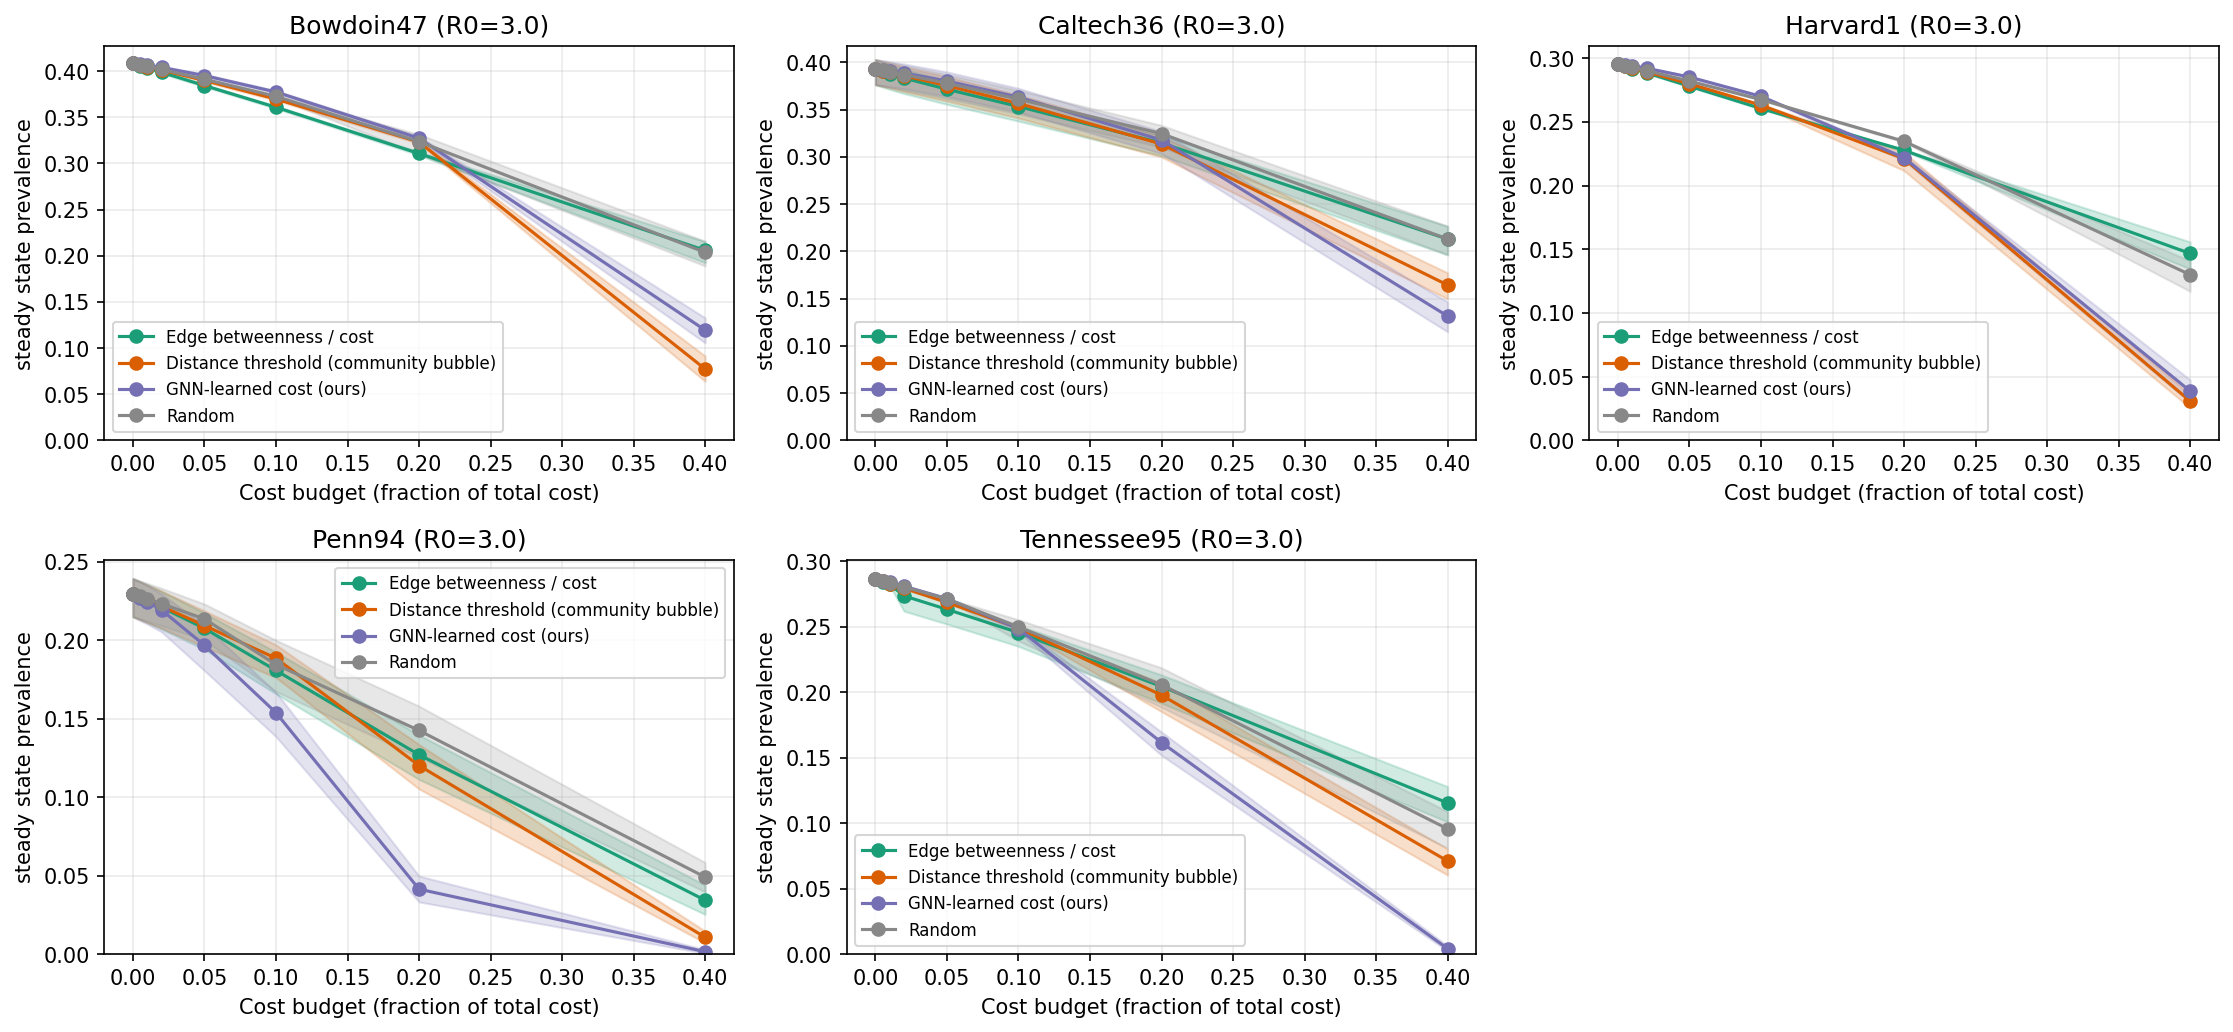 Bowdoin47 (R0=3.0)
steady state prevalence
0.40
0.35
0.30
0.25
0.20
0.15
0.10
0.05
0.00
Edge betweenness / cost
Distance threshold (community bubble)
GNN-learned cost (ours)
Random
0.00 0.05 0.10 0.15 0.20 0.25 0.30 0.35 0.40
Cost budget (fraction of total cost)
Caltech36 (R0=3.0)
steady state prevalence
0.40
0.35
0.30
0.25
0.20
0.15
0.10
0.05
0.00
Edge betweenness / cost
Distance threshold (community bubble)
GNN-learned cost (ours)
Random
0.00 0.05 0.10 0.15 0.20 0.25 0.30 0.35 0.40
Cost budget (fraction of total cost)
Harvard1 (R0=3.0)
steady state prevalence
0.30
0.25
0.20
0.15
0.10
0.05
0.00
Edge betweenness / cost
Distance threshold (community bubble)
GNN-learned cost (ours)
Random
0.00 0.05 0.10 0.15 0.20 0.25 0.30 0.35 0.40
Cost budget (fraction of total cost)
Penn94 (R0=3.0)
steady state prevalence
0.25
0.20
0.15
0.10
0.05
0.00
Edge betweenness / cost
Distance threshold (community bubble)
GNN-learned cost (ours)
Random
0.00 0.05 0.10 0.15 0.20 0.25 0.30 0.35 0.40
Cost budget (fraction of total cost)
Tennessee95 (R0=3.0)
steady state prevalence
0.30
0.25
0.20
0.15
0.10
0.05
0.00
Edge betweenness / cost
Distance threshold (community bubble)
GNN-learned cost (ours)
Random
0.00 0.05 0.10 0.15 0.20 0.25 0.30 0.35 0.40
Cost budget (fraction of total cost)